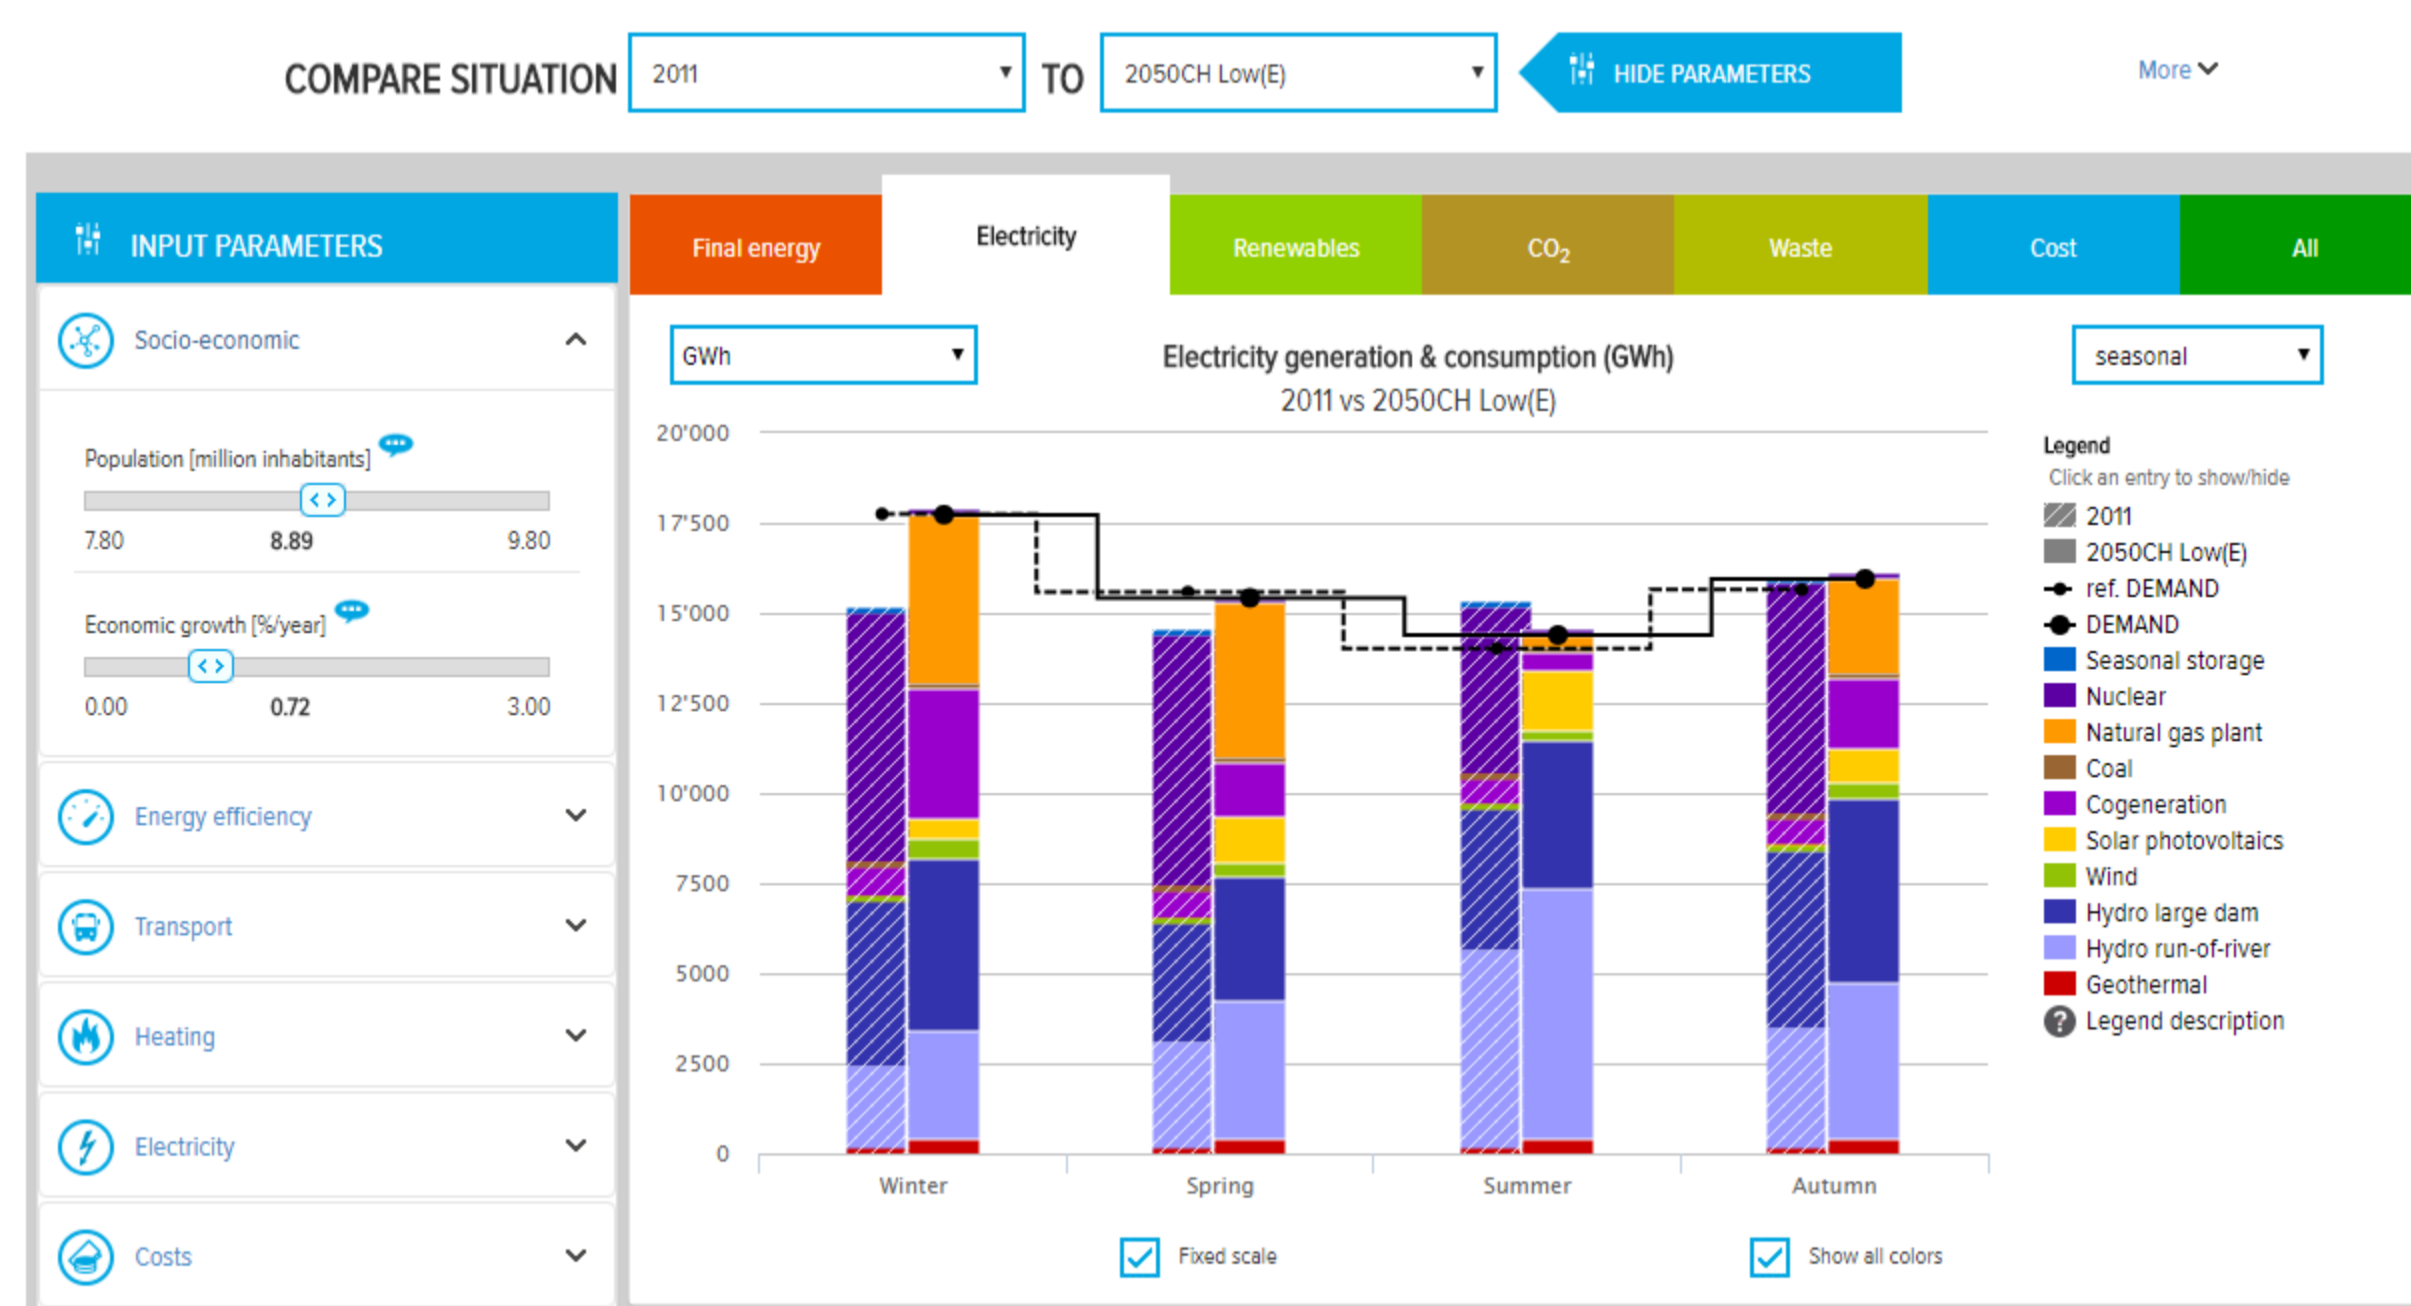 COMPARE SITUATION 2011 TO 2050CH Low(E) HIDE PARAMETERS More
INPUT PARAMETERS
Socio-economic
Population [million inhabitants]
7.80 8.89 9.80
Economic growth [%/year]
0.00 0.72 3.00
Energy efficiency
Transport
Heating
Electricity
Costs
Final energy Electricity Renewables CO₂ Waste Cost All
GWh
Electricity generation & consumption (GWh)
2011 vs 2050CH Low(E)
seasonal
20'000
17'500
15'000
12'500
10'000
7500
5000
2500
0
Winter Spring Summer Autumn
Legend
Click an entry to show/hide
2011
2050CH Low(E)
ref. DEMAND
DEMAND
Seasonal storage
Nuclear
Natural gas plant
Coal
Cogeneration
Solar photovoltaics
Wind
Hydro large dam
Hydro run-of-river
Geothermal
? Legend description
Fixed scale Show all colors